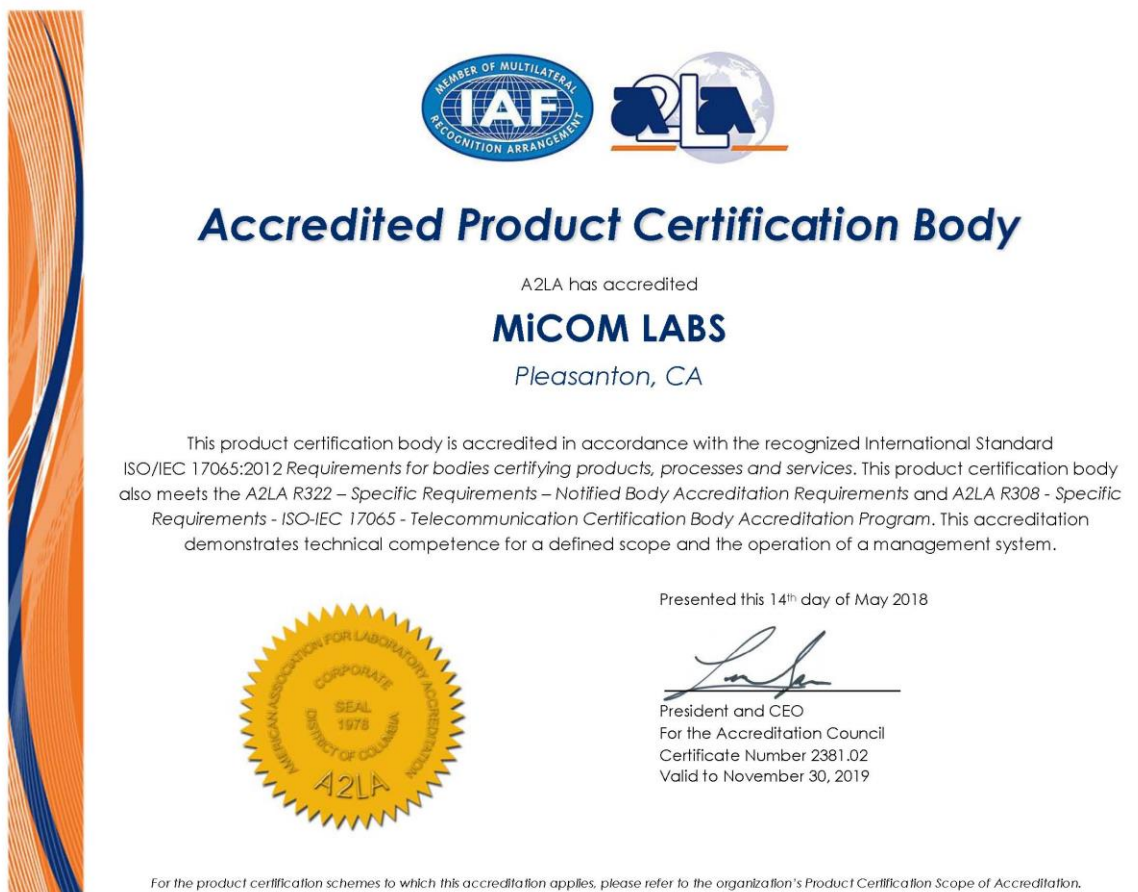 MEMBER OF MULTILATERAL
IAF
RECOGNITION ARRANGEMENT
a2La
Accredited Product Certification Body
A2LA has accredited
MiCOM LABS
Pleasanton, CA
This product certification body is accredited in accordance with the recognized International Standard
ISO/IEC 17065:2012 Requirements for bodies certifying products, processes and services. This product certification body
also meets the A2LA R322 – Specific Requirements – Notified Body Accreditation Requirements and A2LA R308 - Specific
Requirements - ISO-IEC 17065 - Telecommunication Certification Body Accreditation Program. This accreditation
demonstrates technical competence for a defined scope and the operation of a management system.
AMERICAN ASSOCIATION FOR LABORATORY ACCREDITATION
CORPORATE
SEAL
1978
DISTRICT OF COLUMBIA
A2LA
Presented this 14th day of May 2018
President and CEO
For the Accreditation Council
Certificate Number 2381.02
Valid to November 30, 2019
For the product certification schemes to which this accreditation applies, please refer to the organization's Product Certification Scope of Accreditation.